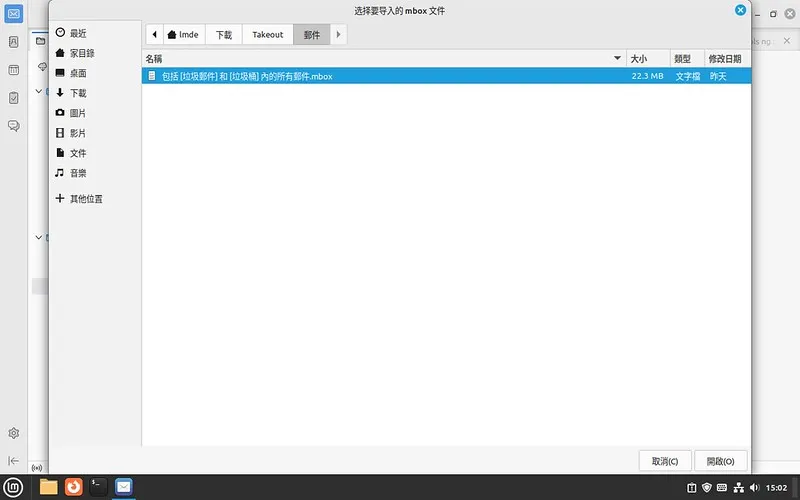 选择要导入的 mbox 文件
ols ng
最近
家目錄
桌面
下載
圖片
影片
文件
音樂
其他位置
lmde 下載 Takeout 郵件
名稱 大小 類型 修改日期
包括 [垃圾郵件] 和 [垃圾桶] 內的所有郵件.mbox 22.3 MB 文字檔 昨天
取消(C) 開啟(O)
15:02